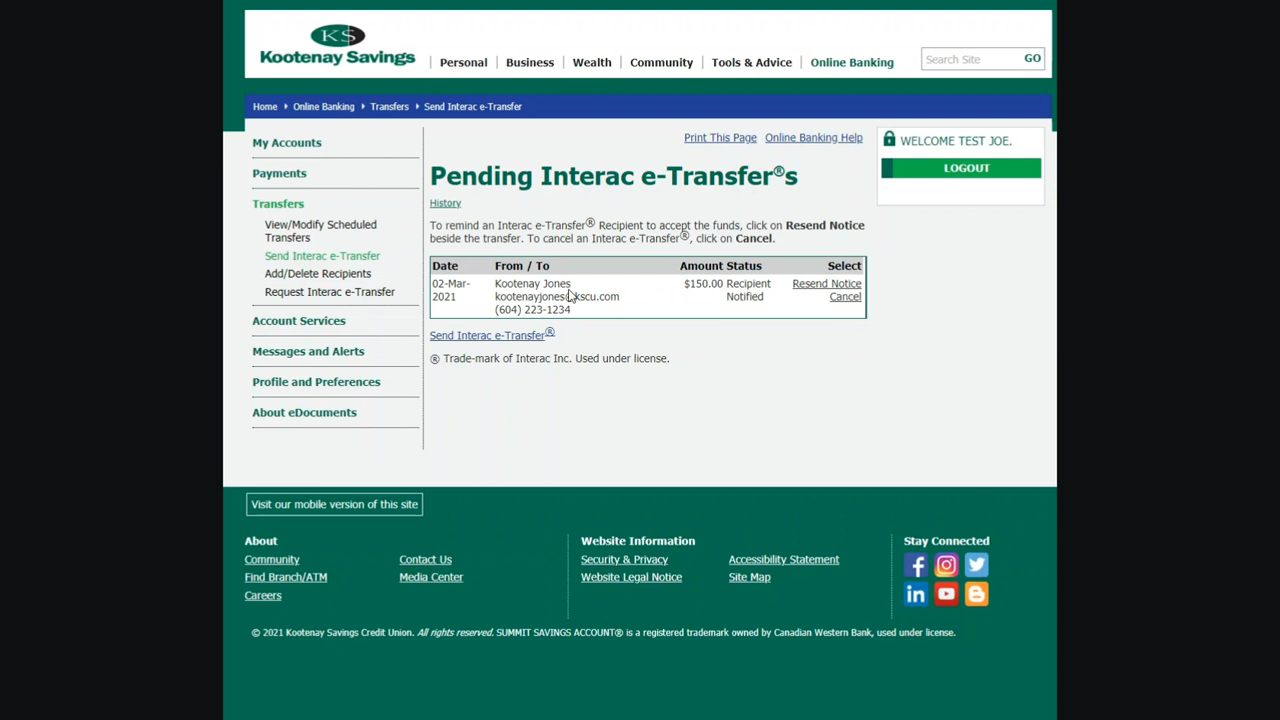 KS
Kootenay Savings
Personal
Business
Wealth
Community
Tools & Advice
Online Banking
Search Site
GO
Home
Online Banking
Transfers
Send Interac e-Transfer
My Accounts
Payments
Transfers
View/Modify Scheduled
Transfers
Send Interac e-Transfer
Add/Delete Recipients
Request Interac e-Transfer
Account Services
Messages and Alerts
Profile and Preferences
About eDocuments
Print This Page Online Banking Help
Pending Interac e-Transfer®s
History
To remind an Interac e-Transfer® Recipient to accept the funds, click on Resend Notice
beside the transfer. To cancel an Interac e-Transfer®, click on Cancel.
Date From / To Amount Status Select
02-Mar- Kootenay Jones $150.00 Recipient Resend Notice
2021 kscu.com Notified Cancel
(604) 223-1234
Send Interac e-Transfer®
® Trade-mark of Interac Inc. Used under license.
WELCOME TEST JOE.
LOGOUT
Visit our mobile version of this site
About
Community
Find Branch/ATM
Careers
Contact Us
Media Center
Website Information
Security & Privacy
Website Legal Notice
Accessibility Statement
Site Map
Stay Connected
© 2021 Kootenay Savings Credit Union. All rights reserved. SUMMIT SAVINGS ACCOUNT® is a registered trademark owned by Canadian Western Bank, used under license.